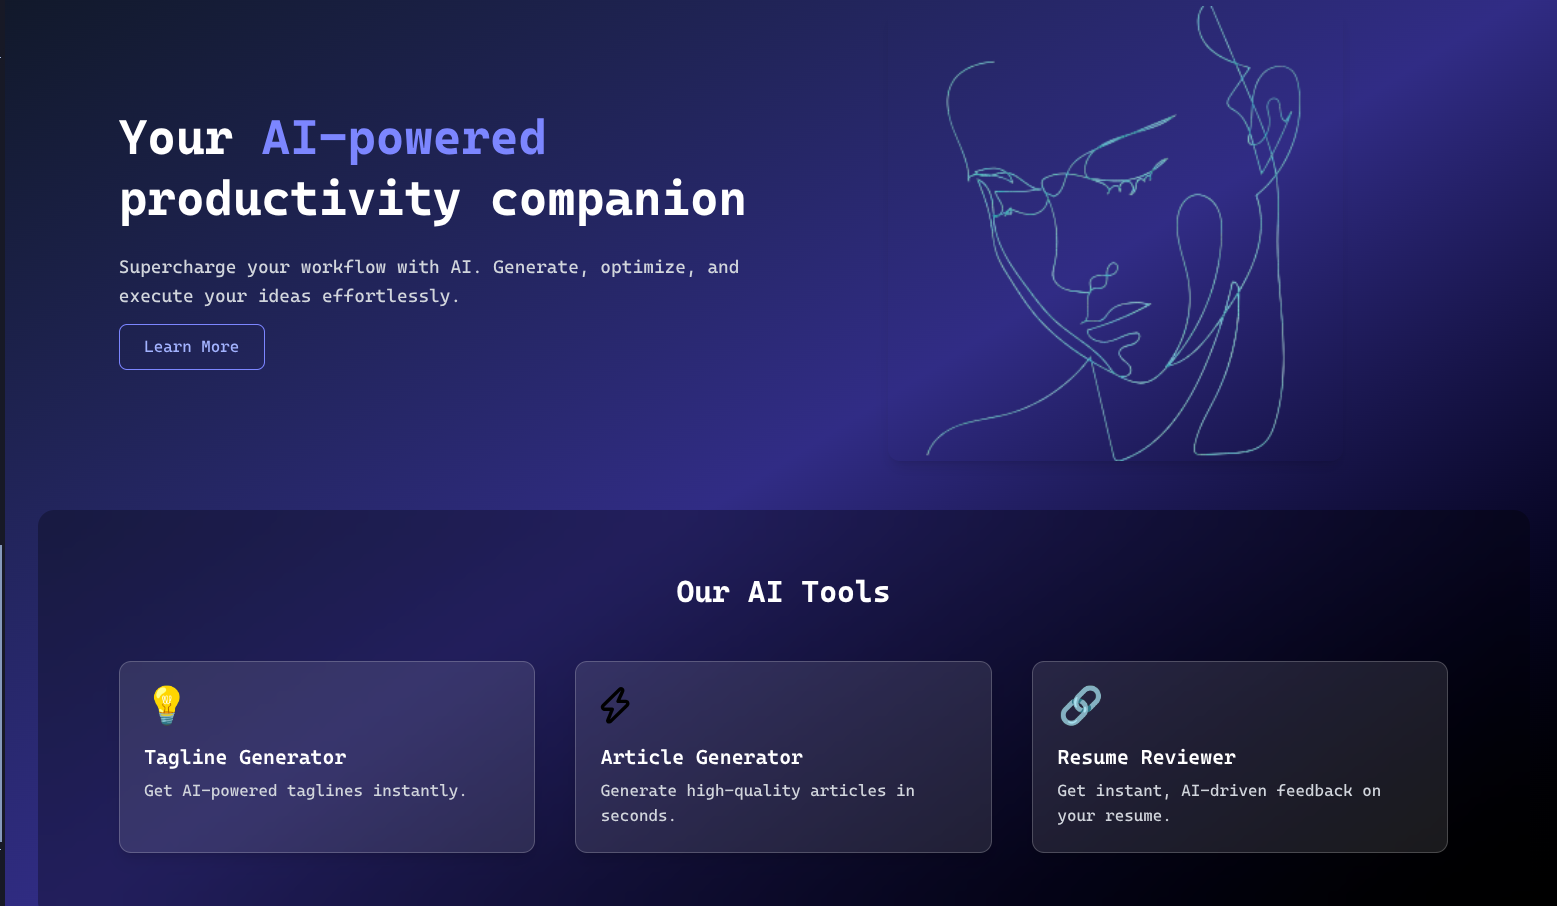 Your AI-powered
productivity companion
Supercharge your workflow with AI. Generate, optimize, and
execute your ideas effortlessly.
Learn More
Our AI Tools
Tagline Generator
Get AI-powered taglines instantly.
Article Generator
Generate high-quality articles in
seconds.
Resume Reviewer
Get instant, AI-driven feedback on
your resume.